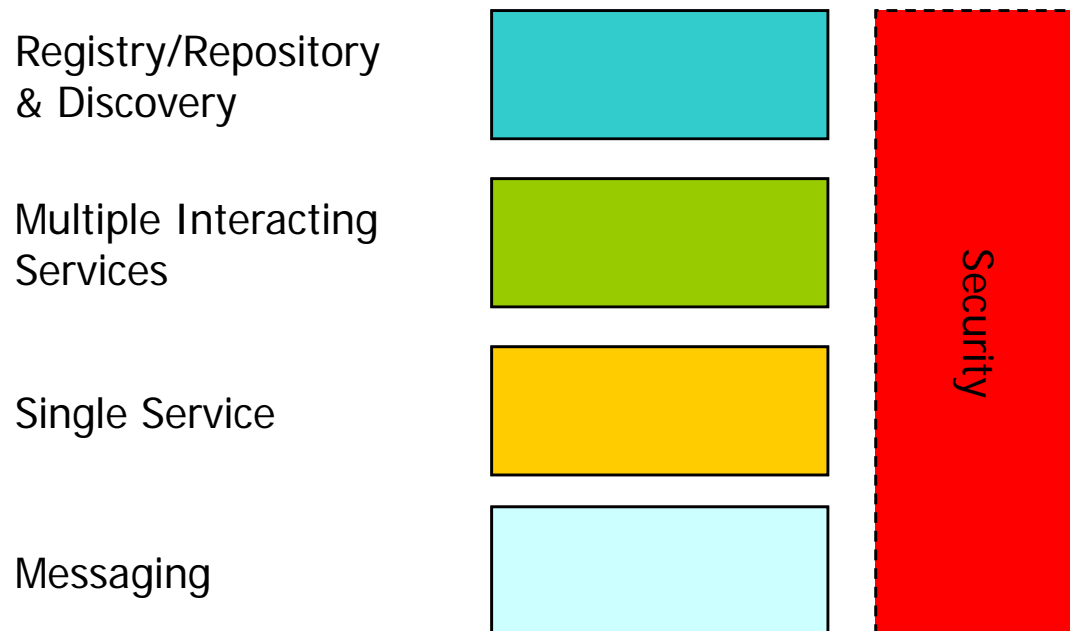 Registry/Repository
& Discovery
Multiple Interacting
Services
Single Service
Messaging
Security